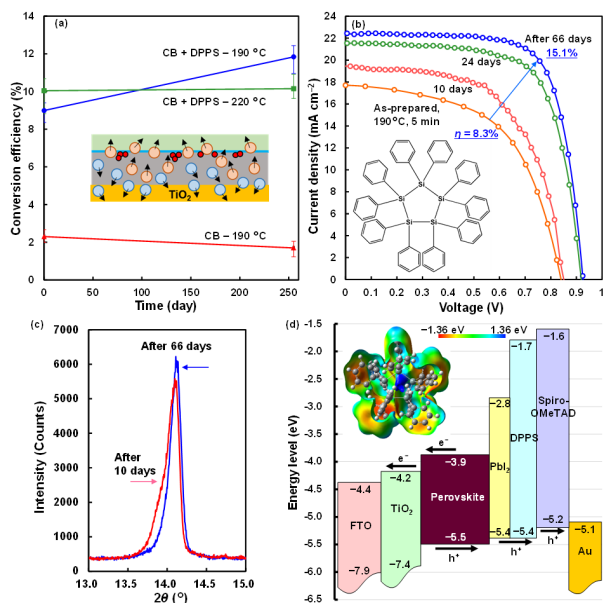 (a)
14
12
10
8
6
4
2
0
Conversion efficiency (%)
CB + DPPS – 190 °C
CB + DPPS – 220 °C
TiO2
CB – 190 °C
0 50 100 150 200 250
Time (day)
(b)
24
22
20
18
16
14
12
10
8
6
4
2
0
Current density (mA cm−2)
After 66 days
15.1%
24 days
10 days
As-prepared,
190°C, 5 min
η = 8.3%
Si
Si Si
Si Si
0 0.1 0.2 0.3 0.4 0.5 0.6 0.7 0.8 0.9 1
Voltage (V)
(c)
7000
6000
5000
4000
3000
2000
1000
0
Intensity (Counts)
After 66 days
After
10 days
13.0 13.5 14.0 14.5 15.0
2θ (°)
(d)
-1.5
-2.0
-2.5
-3.0
-3.5
-4.0
-4.5
-5.0
-5.5
-6.0
-6.5
Energy level (eV)
-1.36 eV 1.36 eV
−1.6
−1.7
−2.8
Spiro-
OMeTAD
DPPS
PbI2
e−
e−
−3.9
−4.2
−4.4
Perovskite
TiO2
FTO
−5.5
−5.4
−5.4
−5.2
−5.1
h+
h+
h+
Au
−7.4
−7.9